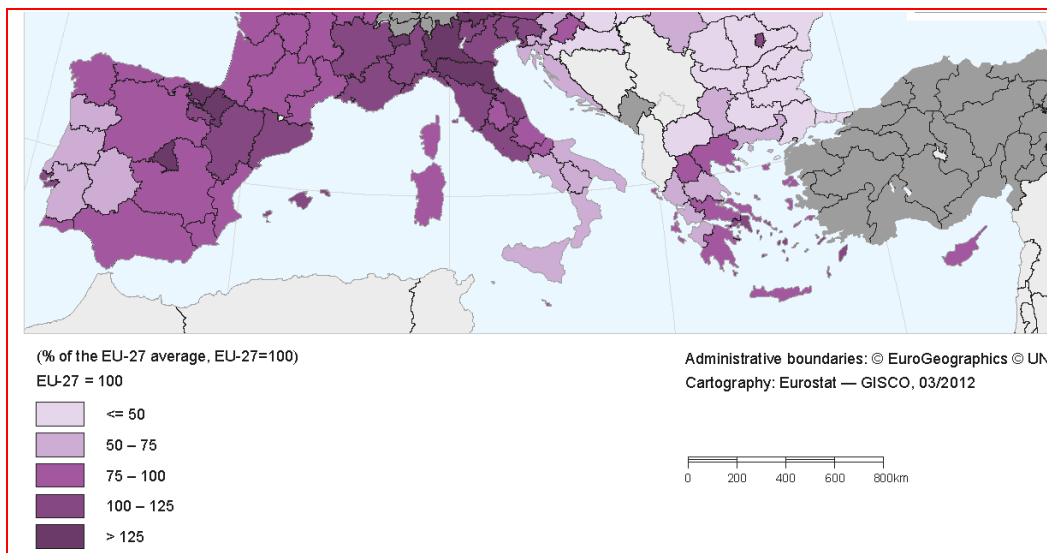 (% of the EU-27 average, EU-27=100)
EU-27 = 100
<= 50
50 – 75
75 – 100
100 – 125
> 125
Administrative boundaries: © EuroGeographics © UN
Cartography: Eurostat — GISCO, 03/2012
0 200 400 600 800km